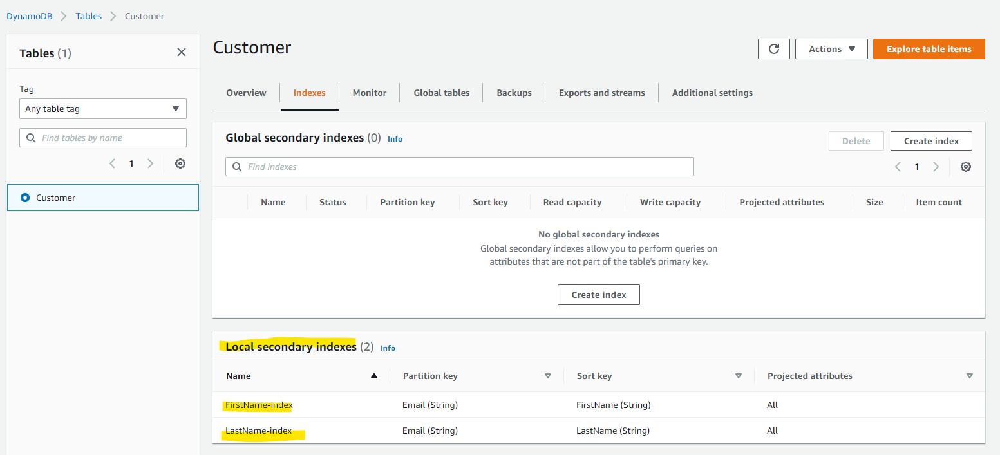 DynamoDB > Tables > Customer
Tables (1)
Tag
Any table tag
Find tables by name
1
Customer
Customer
Actions
Explore table items
Overview Indexes Monitor Global tables Backups Exports and streams Additional settings
Global secondary indexes (0) Info
Delete Create index
Find indexes
1
Name Status Partition key Sort key Read capacity Write capacity Projected attributes Size Item count
No global secondary indexes
Global secondary indexes allow you to perform queries on
attributes that are not part of the table's primary key.
Create index
Local secondary indexes (2) Info
Name Partition key Sort key Projected attributes
FirstName-index Email (String) FirstName (String) All
LastName-index Email (String) LastName (String) All